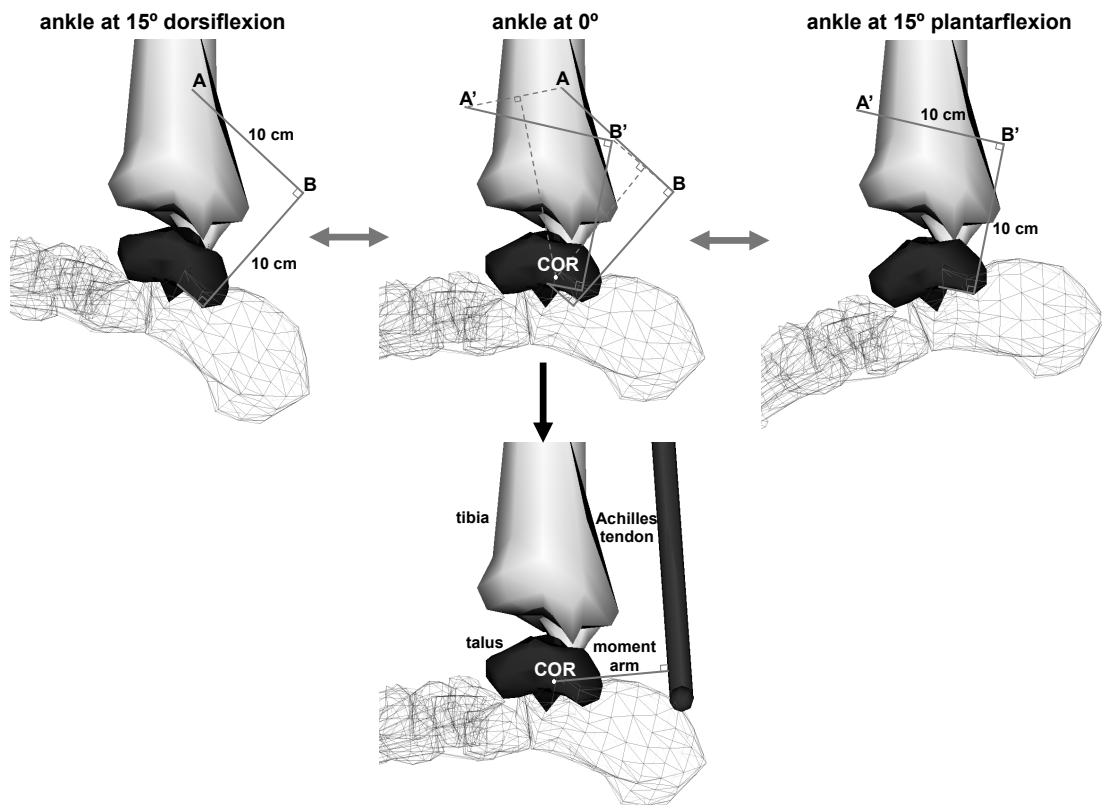 ankle at 15º dorsiflexion
ankle at 0º
ankle at 15º plantarflexion
A
10 cm
B
10 cm
A'
A
B'
B
COR
A'
10 cm
B'
10 cm
tibia
Achilles
tendon
talus
moment
arm
COR